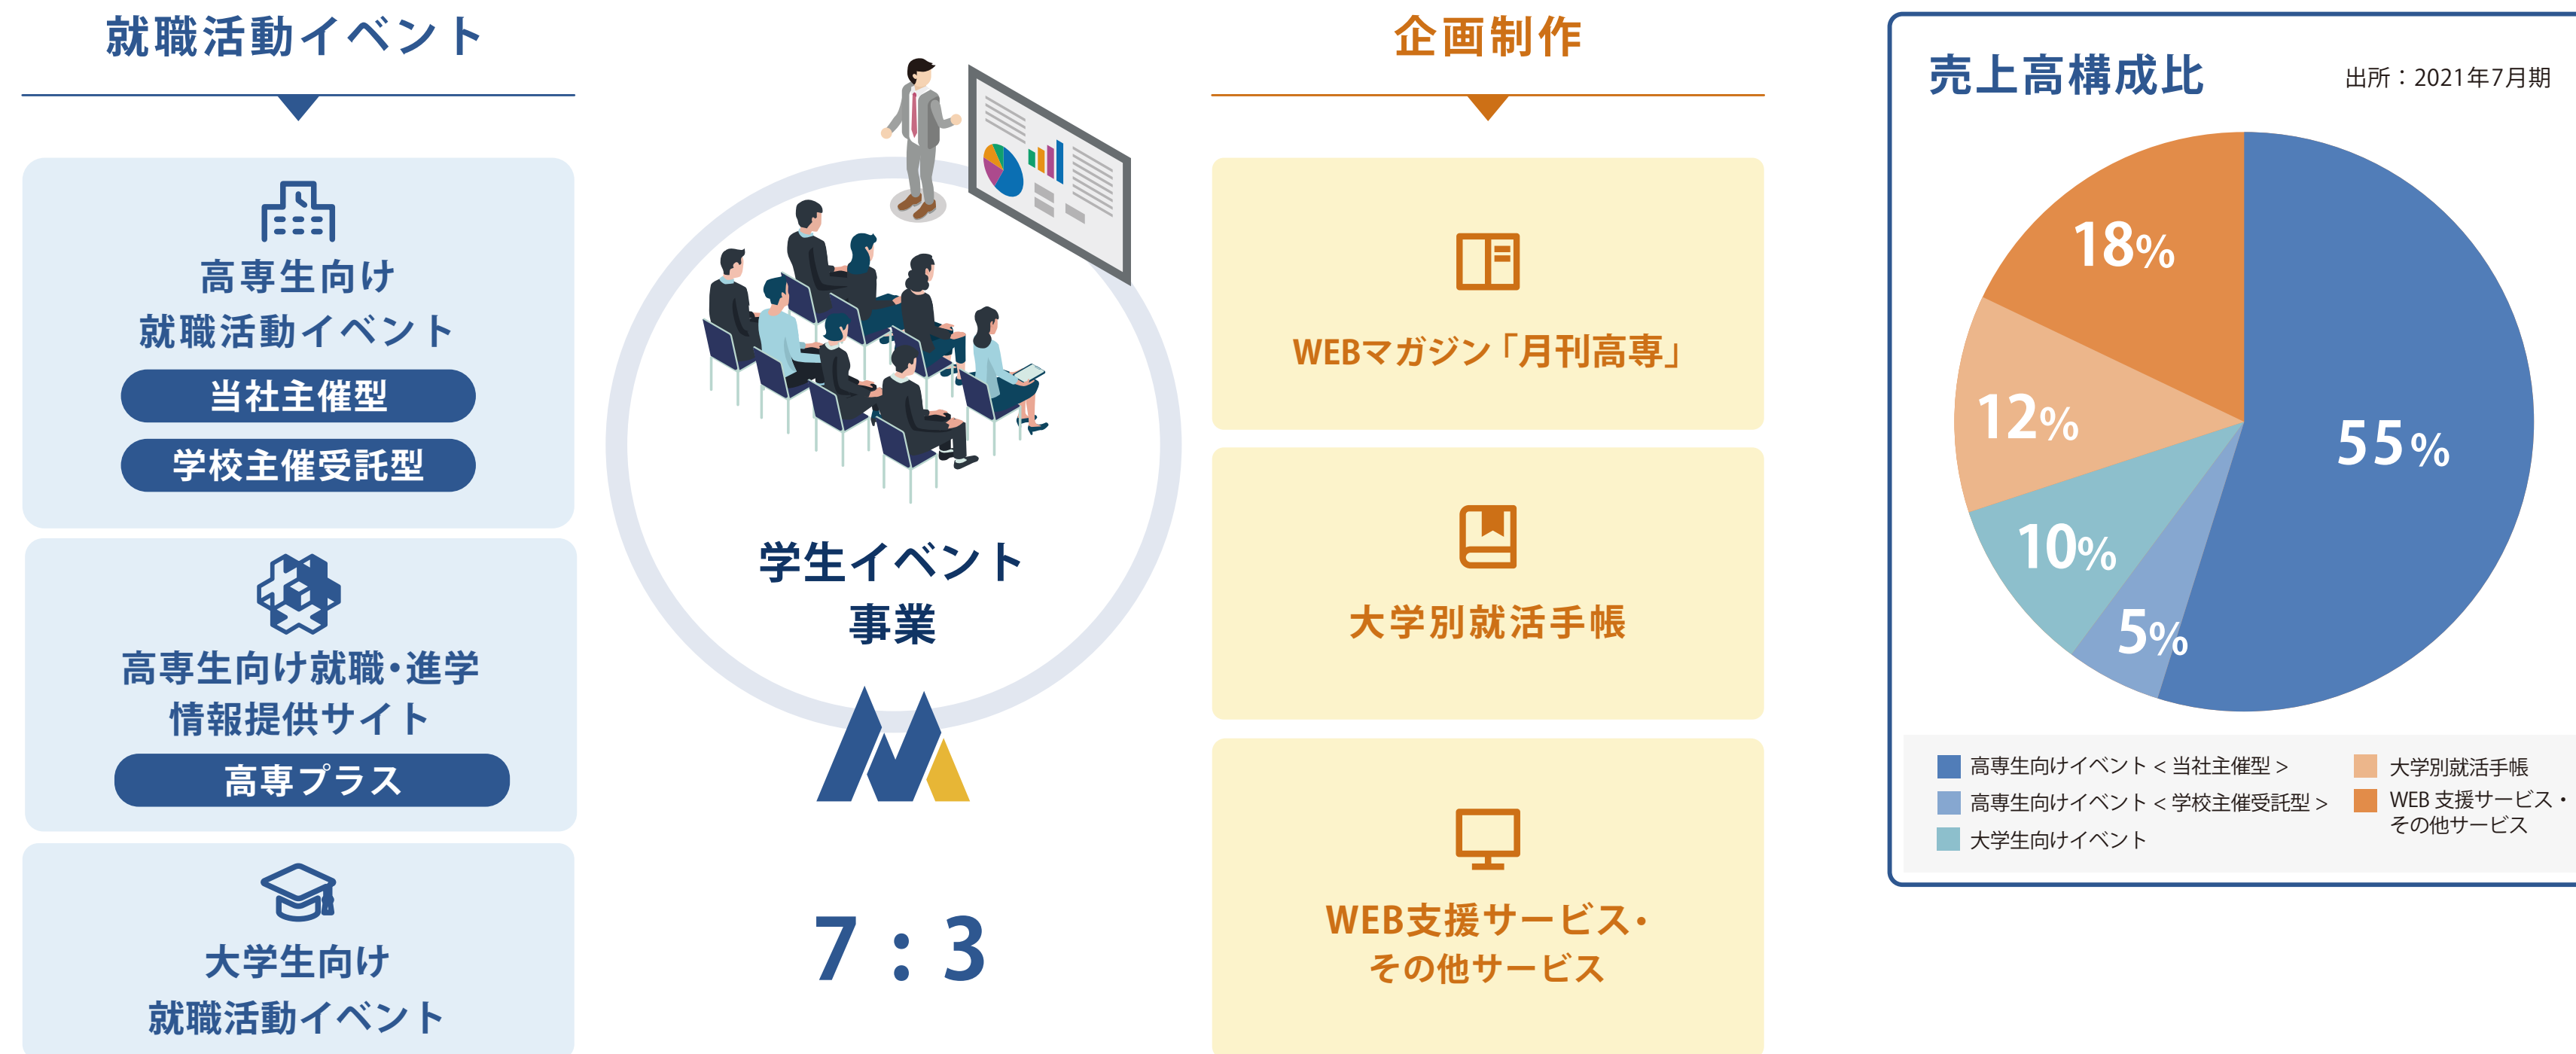 就職活動イベント
高専生向け
就職活動イベント
当社主催型
学校主催受託型
高専生向け就職・進学
情報提供サイト
高専プラス
大学生向け
就職活動イベント
学生イベント
事業
7 : 3
企画制作
WEBマガジン「月刊高専」
大学別就活手帳
WEB支援サービス・
その他サービス
売上高構成比
出所：2021年7月期
18%
12%
10%
5%
55%
高専生向けイベント < 当社主催型 >
高専生向けイベント < 学校主催受託型 >
大学生向けイベント
大学別就活手帳
WEB 支援サービス・
その他サービス